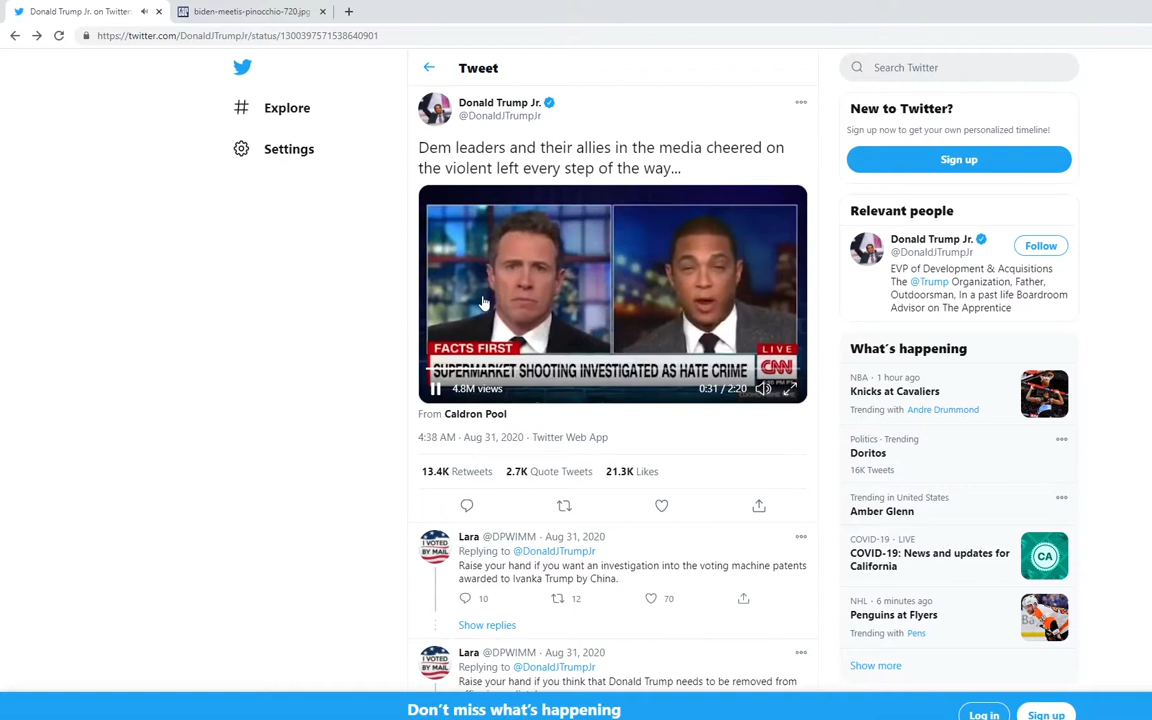 Donald Trump Jr. on Twitter:
biden-meetis-pinocchio-720.jpg
https://twitter.com/DonaldJTrumpJr/status/1300397571538640901
Explore
Settings
Tweet
Donald Trump Jr.
@DonaldJTrumpJr
Dem leaders and their allies in the media cheered on
the violent left every step of the way...
FACTS FIRST
LIVE
SUPERMARKET SHOOTING INVESTIGATED AS HATE CRIME
CNN
4.8M views
0:31 / 2:20
From Caldron Pool
4:38 AM · Aug 31, 2020 · Twitter Web App
13.4K Retweets 2.7K Quote Tweets 21.3K Likes
Lara @DPWIMM · Aug 31, 2020
Replying to @DonaldJTrumpJr
Raise your hand if you want an investigation into the voting machine patents
awarded to Ivanka Trump by China.
10 12 70
Show replies
Lara @DPWIMM · Aug 31, 2020
Replying to @DonaldJTrumpJr
Raise your hand if you think that Donald Trump needs to be removed from
I VOTED
BY MAIL
I VOTED
BY MAIL
Search Twitter
New to Twitter?
Sign up now to get your own personalized timeline!
Sign up
Relevant people
Donald Trump Jr.
@DonaldJTrumpJr
Follow
EVP of Development & Acquisitions
The @Trump Organization, Father,
Outdoorsman, In a past life Boardroom
Advisor on The Apprentice
What's happening
NBA · 1 hour ago
Knicks at Cavaliers
Trending with Andre Drummond
Politics · Trending
Doritos
16K Tweets
Trending in United States
Amber Glenn
COVID-19 · LIVE
COVID-19: News and updates for
California
CA
NHL · 6 minutes ago
Penguins at Flyers
Trending with Pens
Show more
Don't miss what's happening
Log in
Sign up